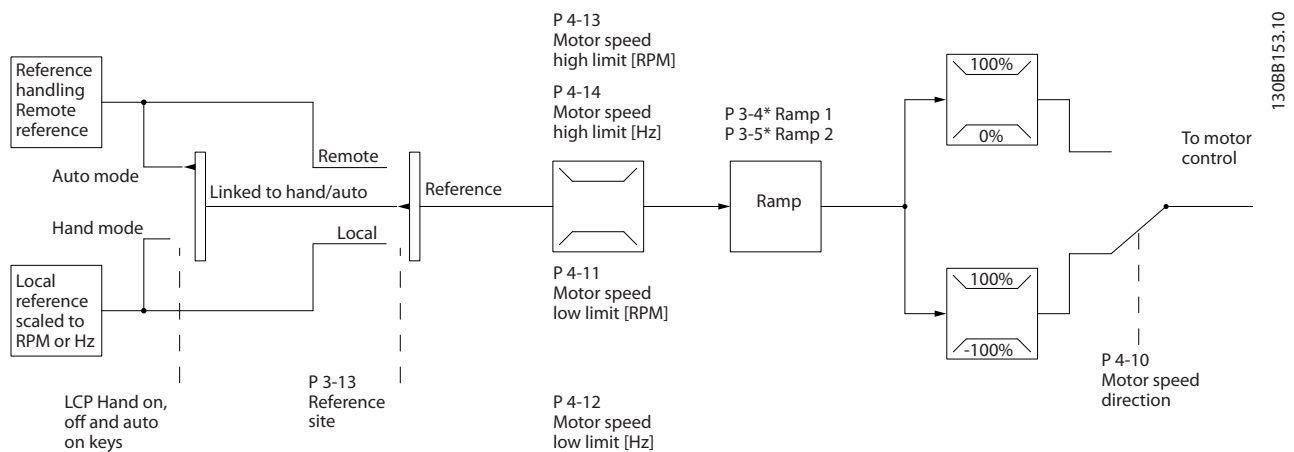 Reference
handling
Remote
reference
Auto mode
Hand mode
Local
reference
scaled to
RPM or Hz
LCP Hand on,
off and auto
on keys
Linked to hand/auto
Remote
Local
P 3-13
Reference
site
Reference
P 4-13
Motor speed
high limit [RPM]
P 4-14
Motor speed
high limit [Hz]
P 4-11
Motor speed
low limit [RPM]
P 4-12
Motor speed
low limit [Hz]
P 3-4* Ramp 1
P 3-5* Ramp 2
Ramp
100%
0%
100%
-100%
To motor
control
P 4-10
Motor speed
direction
130BB153.10